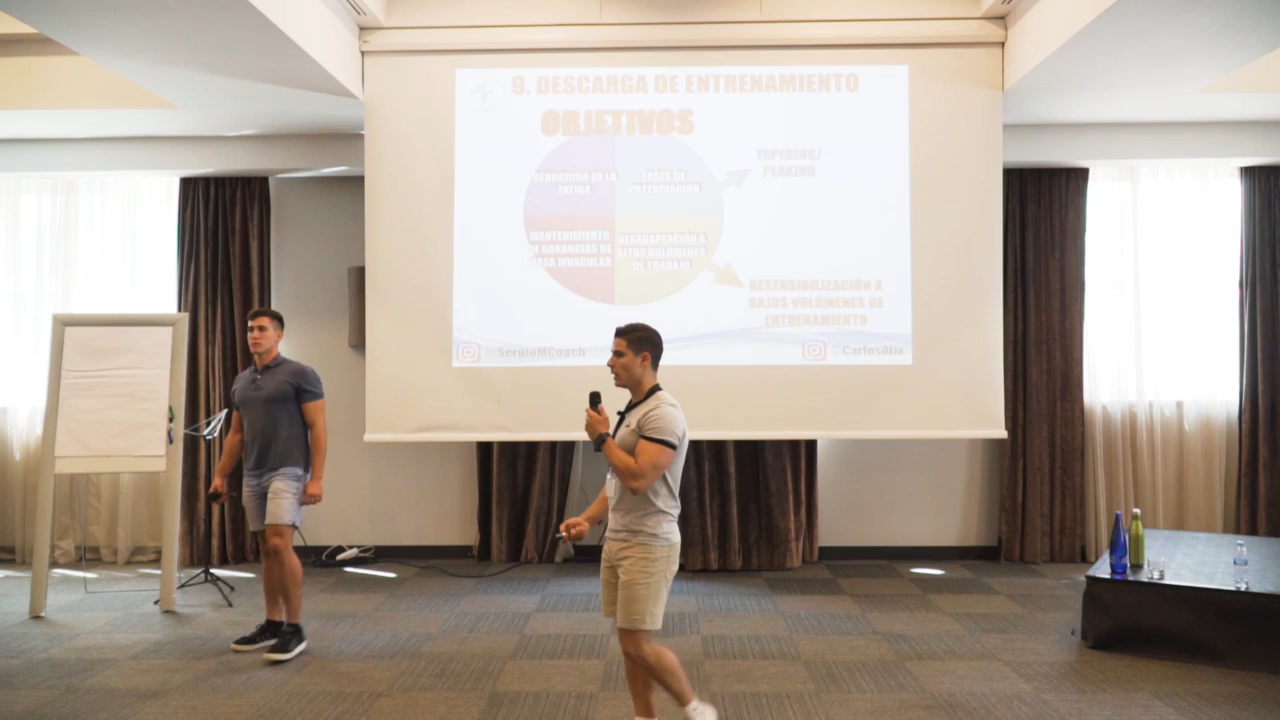 9. DESCARGA DE ENTRENAMIENTO
OBJETIVOS
REDUCCIÓN DE LA
FATIGA
FASES DE
POTENCIACIÓN
TAPERING/
PEAKING
MANTENIMIENTO
DE GANANCIAS DE
MASA MUSCULAR
DESADAPTACIÓN A
ALTOS VOLÚMENES
DE TRABAJO
RESENSIBILIZACIÓN A
BAJOS VOLÚMENES DE
ENTRENAMIENTO
@SergioMCoach
@CarlosAlix